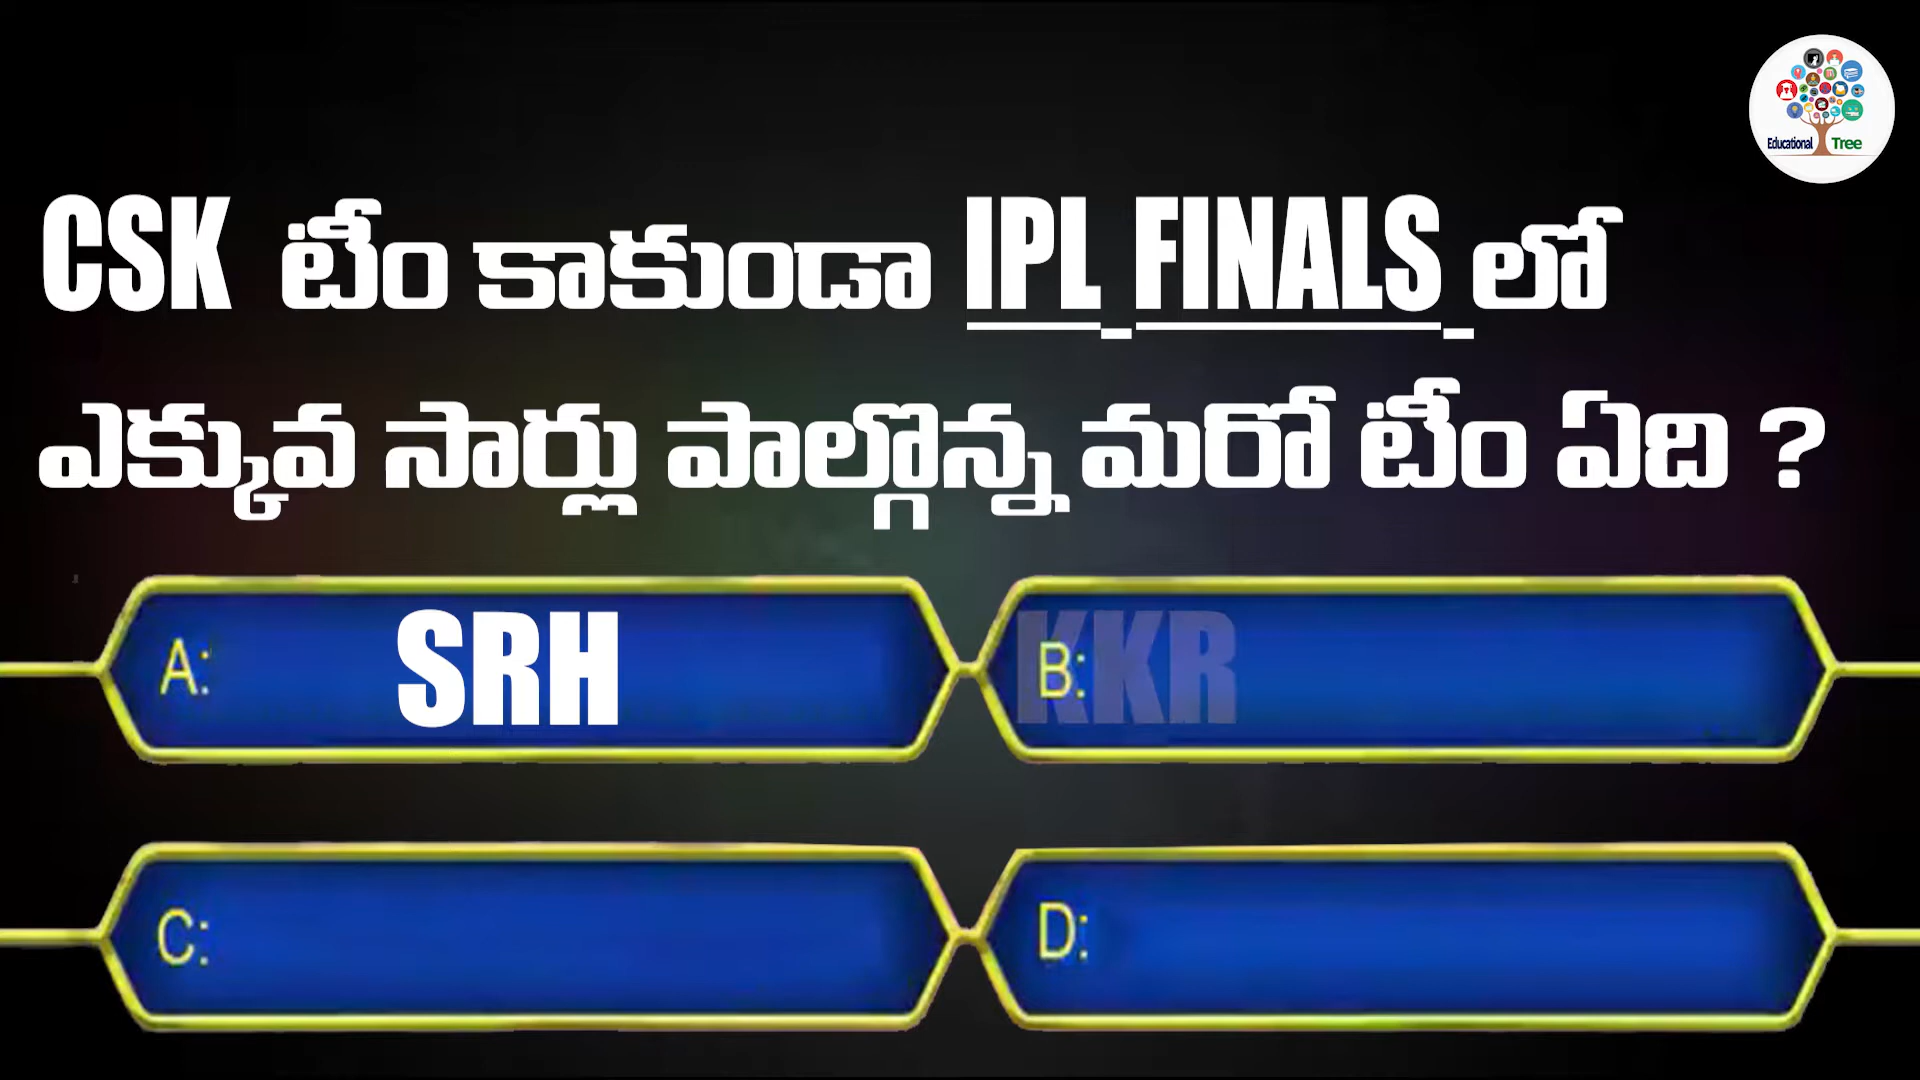 Educational Tree
CSK టీం కాకుండా IPL FINALS లో
ఎక్కువ సార్లు పాల్గొన్న మరో టీం ఏది ?
A: SRH
B: KKR
C:
D: